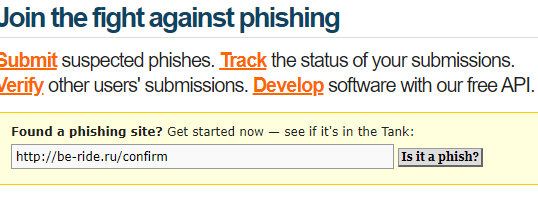 Join the fight against phishing
Submit suspected phishes. Track the status of your submissions.
Verify other users' submissions. Develop software with our free API.
Found a phishing site? Get started now — see if it's in the Tank:
http://be-ride.ru/confirm Is it a phish?